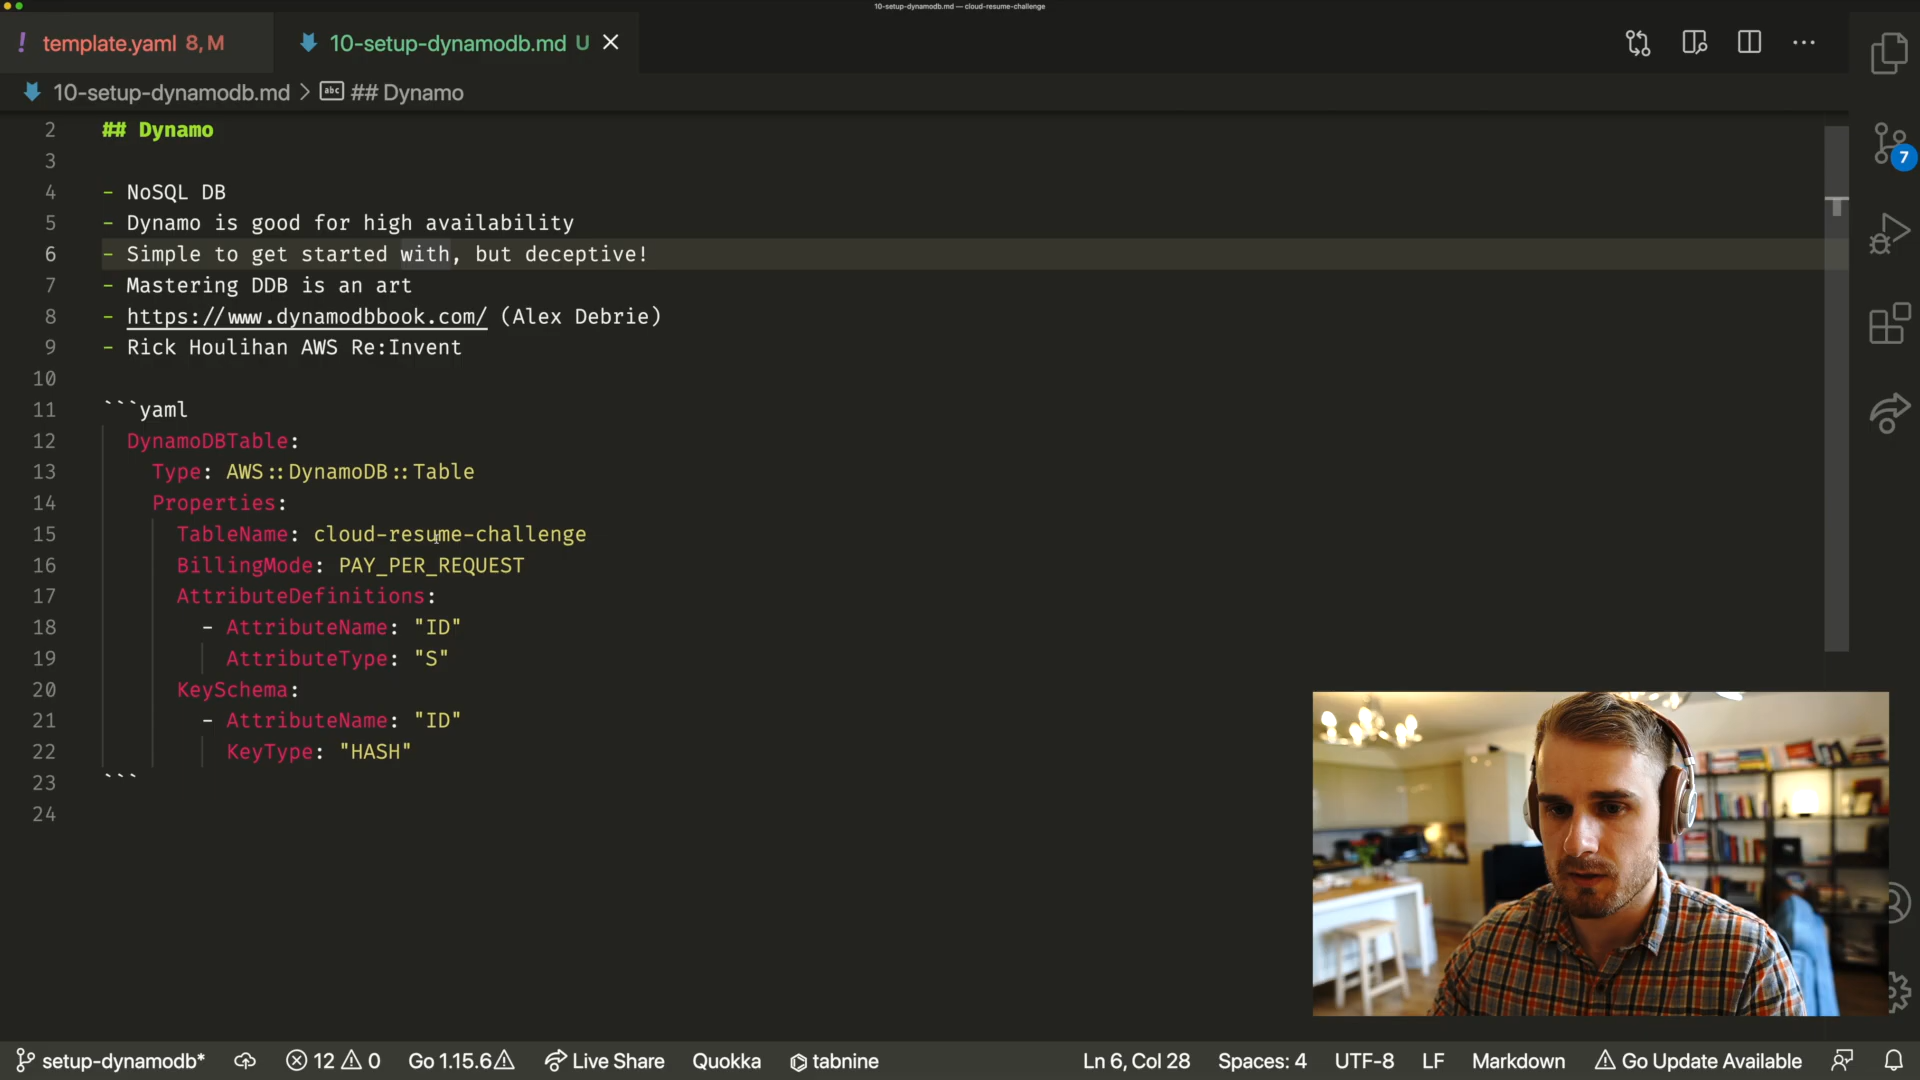 10-setup-dynamodb.md — cloud-resume-challenge
! template.yaml 8, M
10-setup-dynamodb.md U
10-setup-dynamodb.md > abc ## Dynamo
2 ## Dynamo
3
4 - NoSQL DB
5 - Dynamo is good for high availability
6 - Simple to get started with, but deceptive!
7 - Mastering DDB is an art
8 - https://www.dynamodbbook.com/ (Alex Debrie)
9 - Rick Houlihan AWS Re:Invent
10
11 ```yaml
12 DynamoDBTable:
13 Type: AWS::DynamoDB::Table
14 Properties:
15 TableName: cloud-resume-challenge
16 BillingMode: PAY_PER_REQUEST
17 AttributeDefinitions:
18 - AttributeName: "ID"
19 AttributeType: "S"
20 KeySchema:
21 - AttributeName: "ID"
22 KeyType: "HASH"
23 ```
24
7
setup-dynamodb* 12 0 Go 1.15.6 Live Share Quokka tabnine Ln 6, Col 28 Spaces: 4 UTF-8 LF Markdown Go Update Available